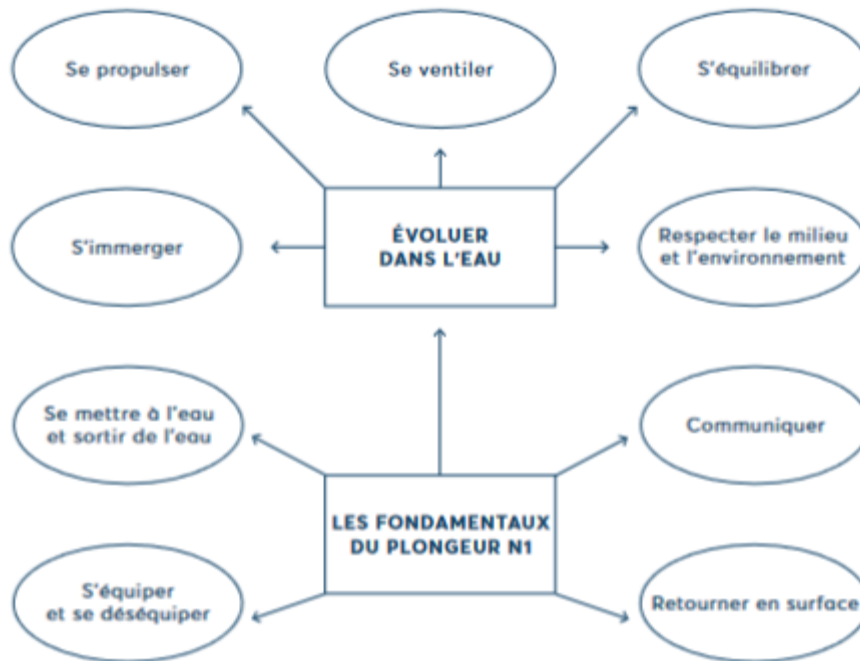 Se propulser
Se ventiler
S'équilibrer
S'immerger
ÉVOLUER
DANS L'EAU
Respecter le milieu
et l'environnement
Se mettre à l'eau
et sortir de l'eau
Communiquer
LES FONDAMENTAUX
DU PLONGEUR N1
S'équiper
et se déséquiper
Retourner en surface